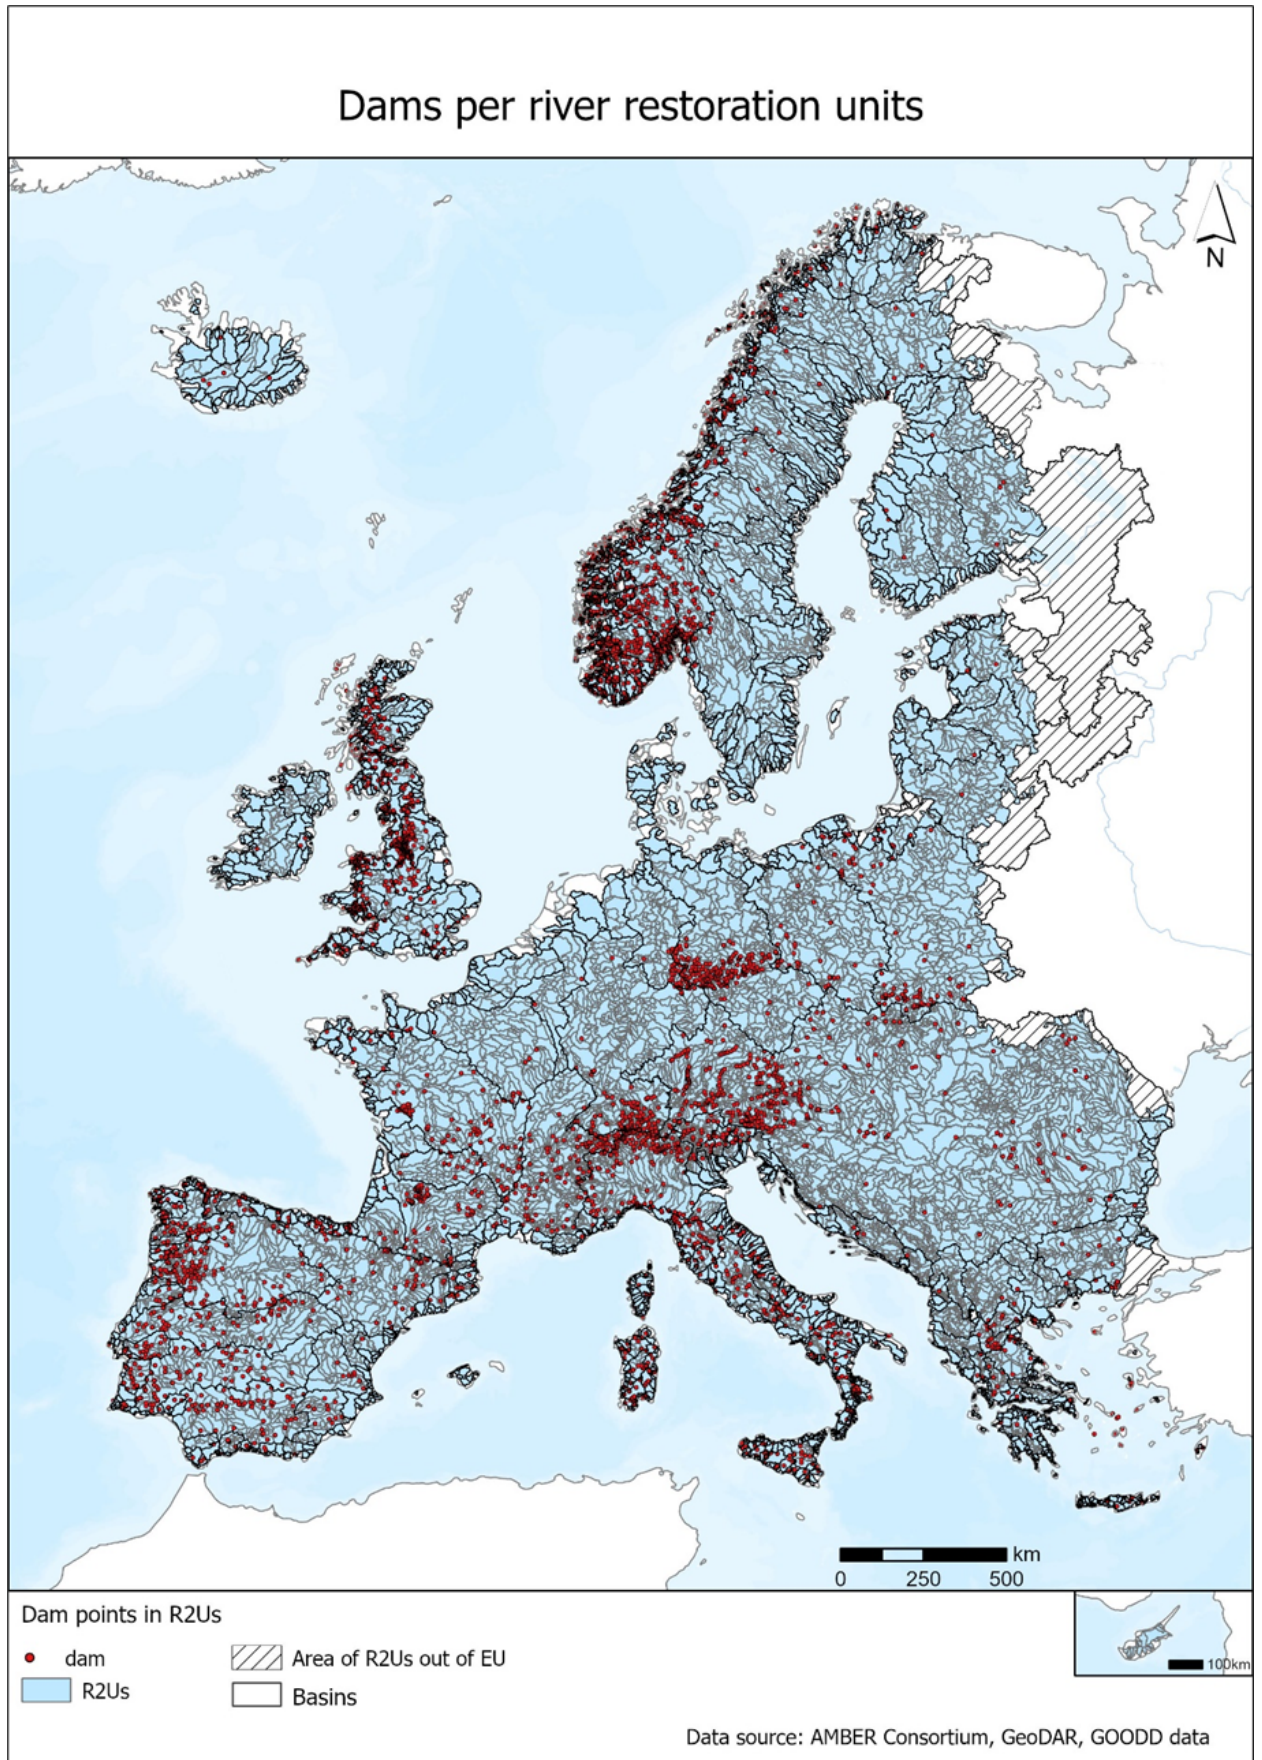 Dams per river restoration units
N
km
0 250 500
Dam points in R2Us
dam
Area of R2Us out of EU
R2Us
Basins
100km
Data source: AMBER Consortium, GeoDAR, GOODD data